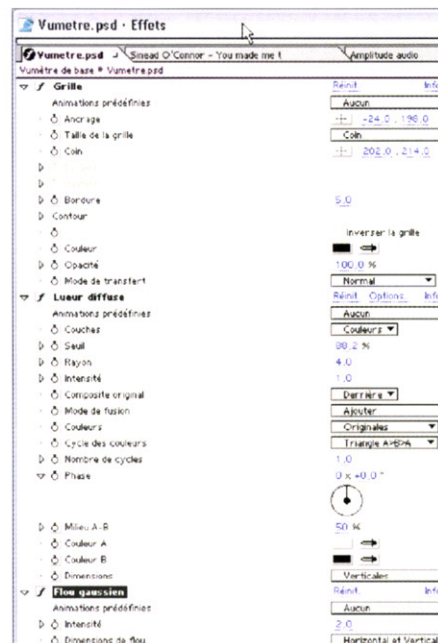 Vumetre.psd · Effets
Vumetre.psd Sinead O'Connor - You made me t Amplitude audio
Vumètre de base * Vumetre.psd
Grille Réinit. Info
Animations prédéfinies Aucun
Ancrage -24,0 , 198,0
Taille de la grille Coin
Coin 202,0 , 214,0
Bordure 5,0
Contour
Inverser la grille
Couleur
Opacité 100,0 %
Mode de transfert Normal
Lueur diffuse Réinit. Options. Info
Animations prédéfinies Aucun
Couches Couleurs
Seuil 88,2 %
Rayon 4,0
Intensité 1,0
Composite original Derrière
Mode de fusion Ajouter
Couleurs Originales
Cycle des couleurs Triangle A>B>A
Nombre de cycles 1,0
Phase 0 x +0,0 °
Milieu A-B 50 %
Couleur A
Couleur B
Dimensions Verticales
Flou gaussien Réinit. Info
Animations prédéfinies Aucun
Intensité 2,0
Dimensions de flou Horizontal et Vertical